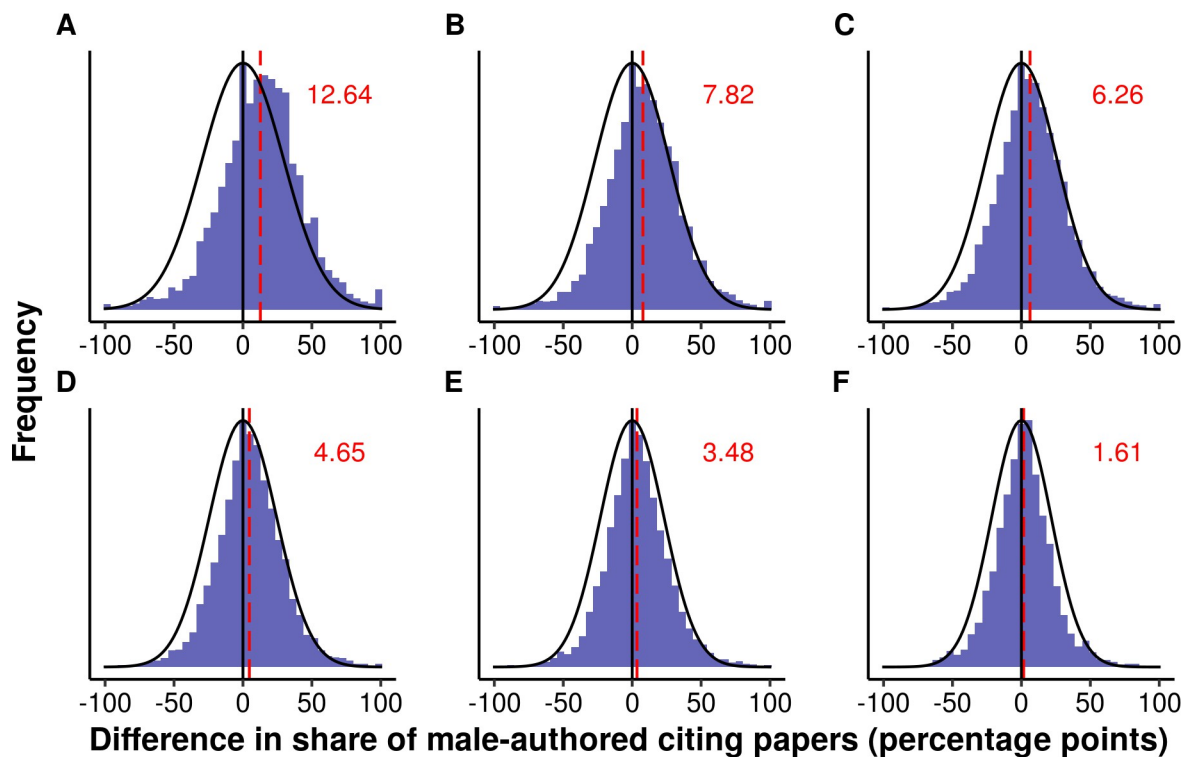 A
B
C
12.64
7.82
6.26
-100 -50 0 50 100
-100 -50 0 50 100
-100 -50 0 50 100
D
E
F
4.65
3.48
1.61
-100 -50 0 50 100
-100 -50 0 50 100
-100 -50 0 50 100
Frequency
Difference in share of male-authored citing papers (percentage points)